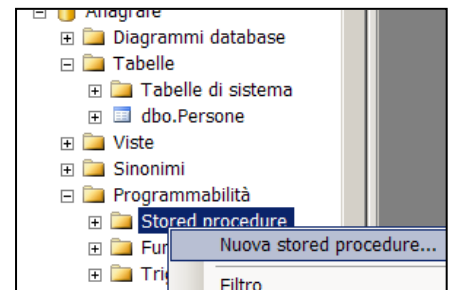 Anagrafe
Diagrammi database
Tabelle
Tabelle di sistema
dbo.Persone
Viste
Sinonimi
Programmabilità
Stored procedure
Nuova stored procedure...
Filtro